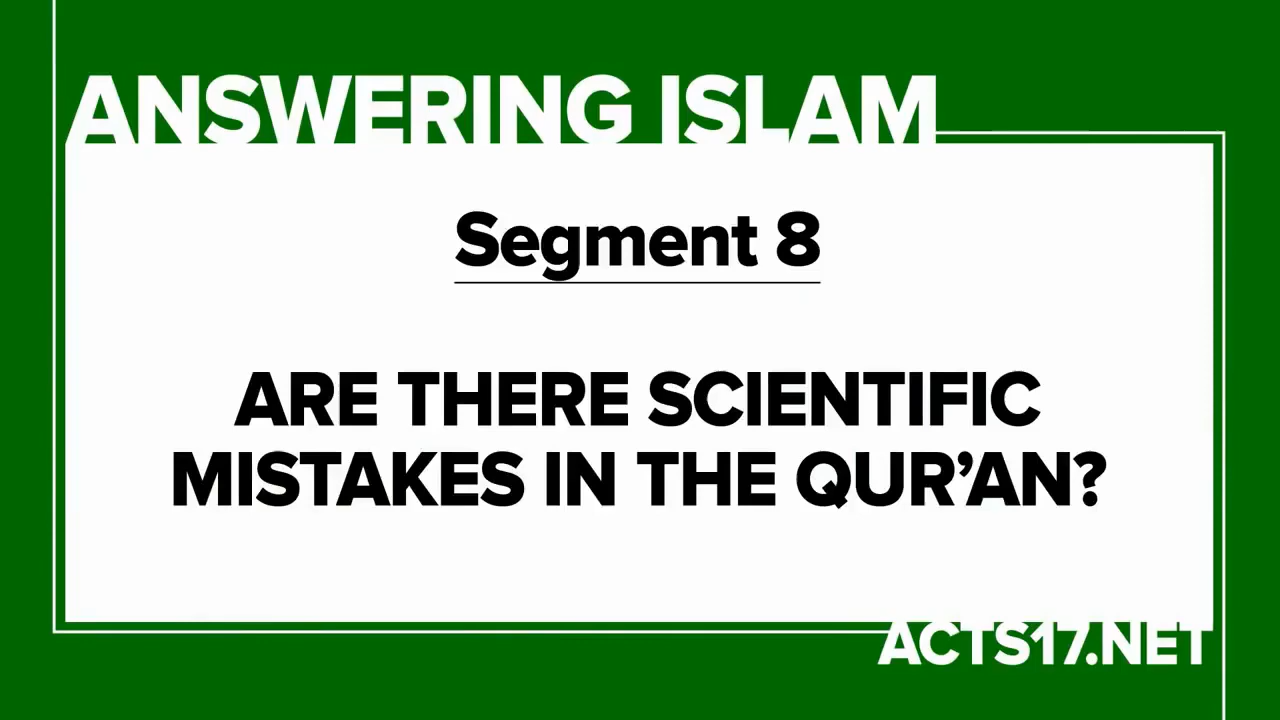 ANSWERING ISLAM
Segment 8
ARE THERE SCIENTIFIC
MISTAKES IN THE QUR’AN?
ACTS17.NET